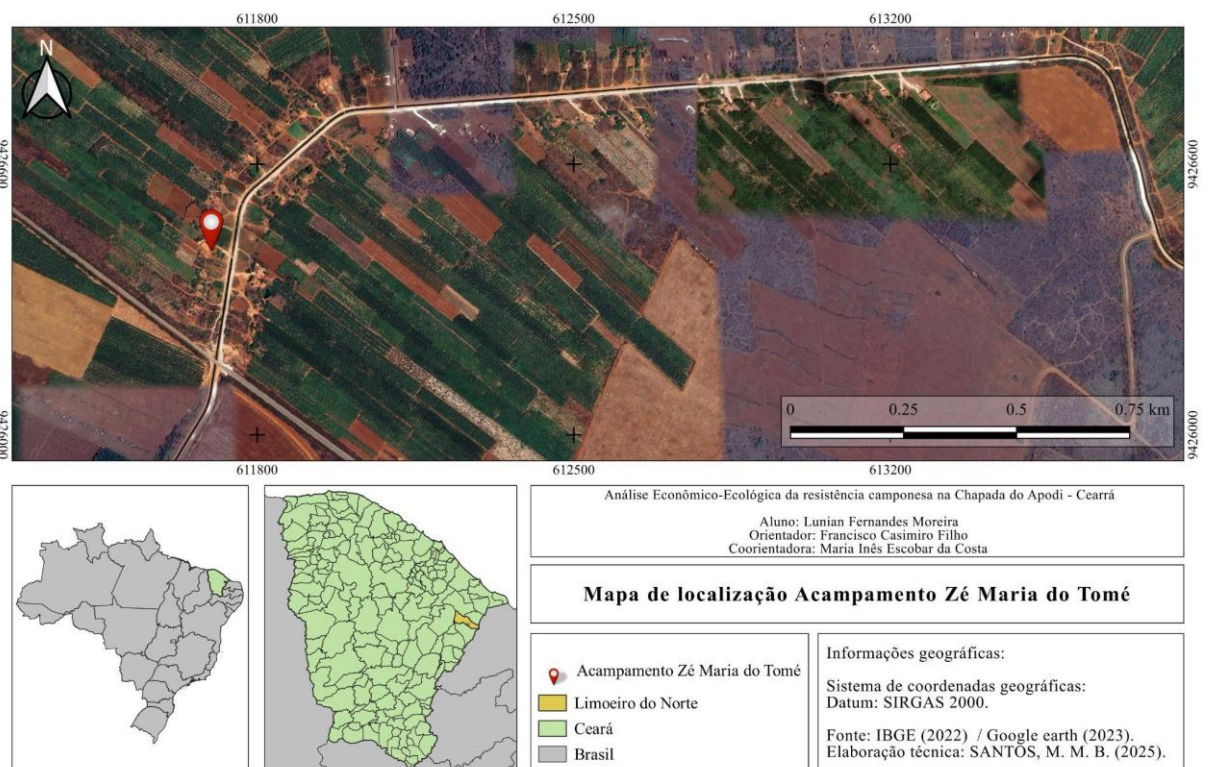 611800 612500 613200
N
9426600 9426600
0 0.25 0.5 0.75 km
9426000 9426000
611800 612500 613200
Análise Econômico-Ecológica da resistência camponesa na Chapada do Apodi - Cearrá
Aluno: Lunian Fernandes Moreira
Orientador: Francisco Casimiro Filho
Coorientadora: Maria Inês Escobar da Costa
Mapa de localização Acampamento Zé Maria do Tomé
Acampamento Zé Maria do Tomé
Limoeiro do Norte
Ceará
Brasil
Informações geográficas:
Sistema de coordenadas geográficas:
Datum: SIRGAS 2000.
Fonte: IBGE (2022) / Google earth (2023).
Elaboração técnica: SANTOS, M. M. B. (2025).